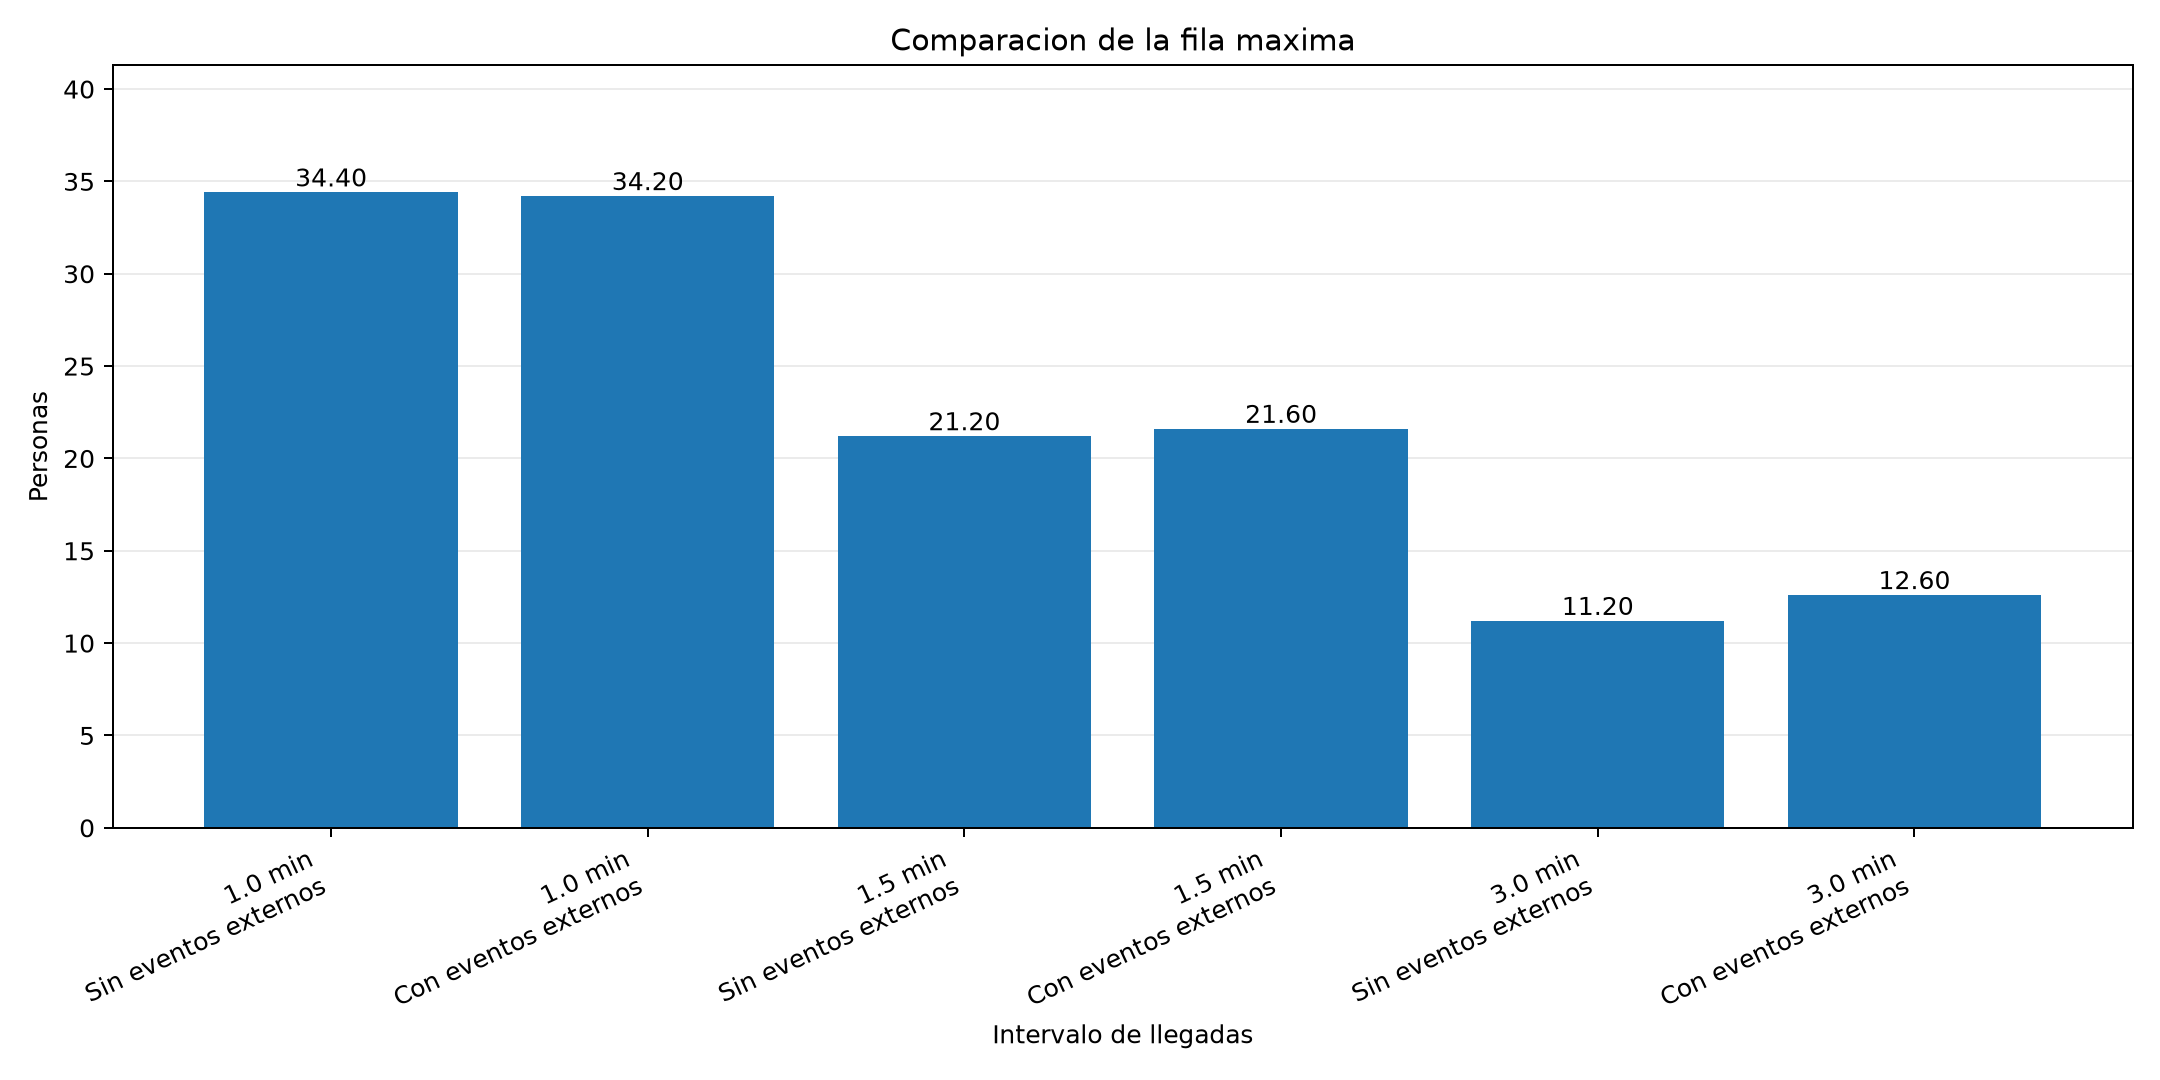 Comparacion de la fila maxima
Personas
40
35
30
25
20
15
10
5
0
34.40
34.20
21.20
21.60
11.20
12.60
1.0 min
Sin eventos externos
1.0 min
Con eventos externos
1.5 min
Sin eventos externos
1.5 min
Con eventos externos
3.0 min
Sin eventos externos
3.0 min
Con eventos externos
Intervalo de llegadas